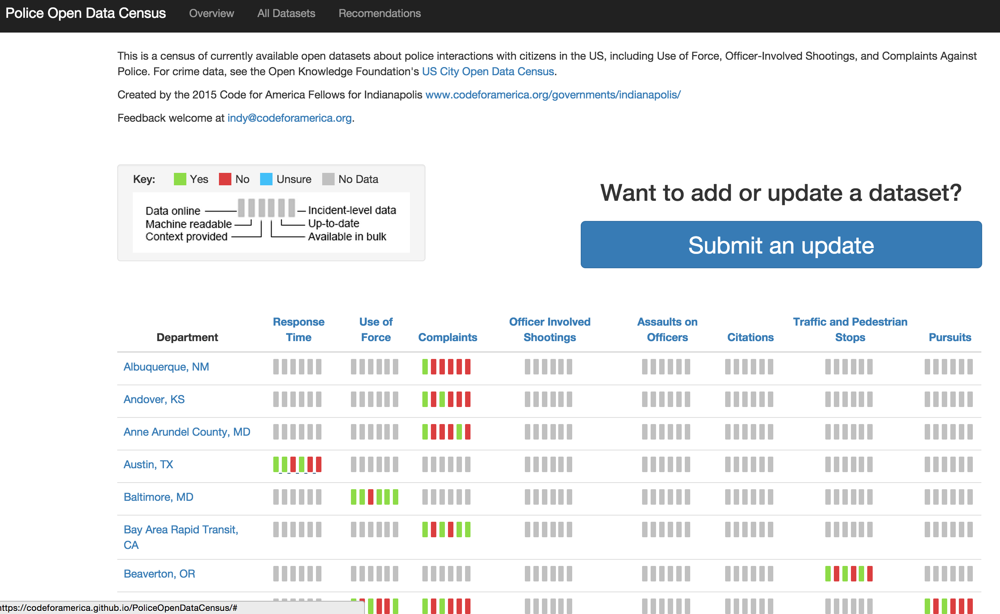 Police Open Data Census Overview All Datasets Recomendations
This is a census of currently available open datasets about police interactions with citizens in the US, including Use of Force, Officer-Involved Shootings, and Complaints Against
Police. For crime data, see the Open Knowledge Foundation's US City Open Data Census.
Created by the 2015 Code for America Fellows for Indianapolis www.codeforamerica.org/governments/indianapolis/
Feedback welcome at indy@codeforamerica.org.
Key: Yes No Unsure No Data
Data online
Machine readable
Context provided
Incident-level data
Up-to-date
Available in bulk
Want to add or update a dataset?
Submit an update
Department
Response
Time
Use of
Force
Complaints
Officer Involved
Shootings
Assaults on
Officers
Citations
Traffic and Pedestrian
Stops
Pursuits
Albuquerque, NM
Andover, KS
Anne Arundel County, MD
Austin, TX
Baltimore, MD
Bay Area Rapid Transit,
CA
Beaverton, OR
https://codeforamerica.github.io/PoliceOpenDataCensus/#